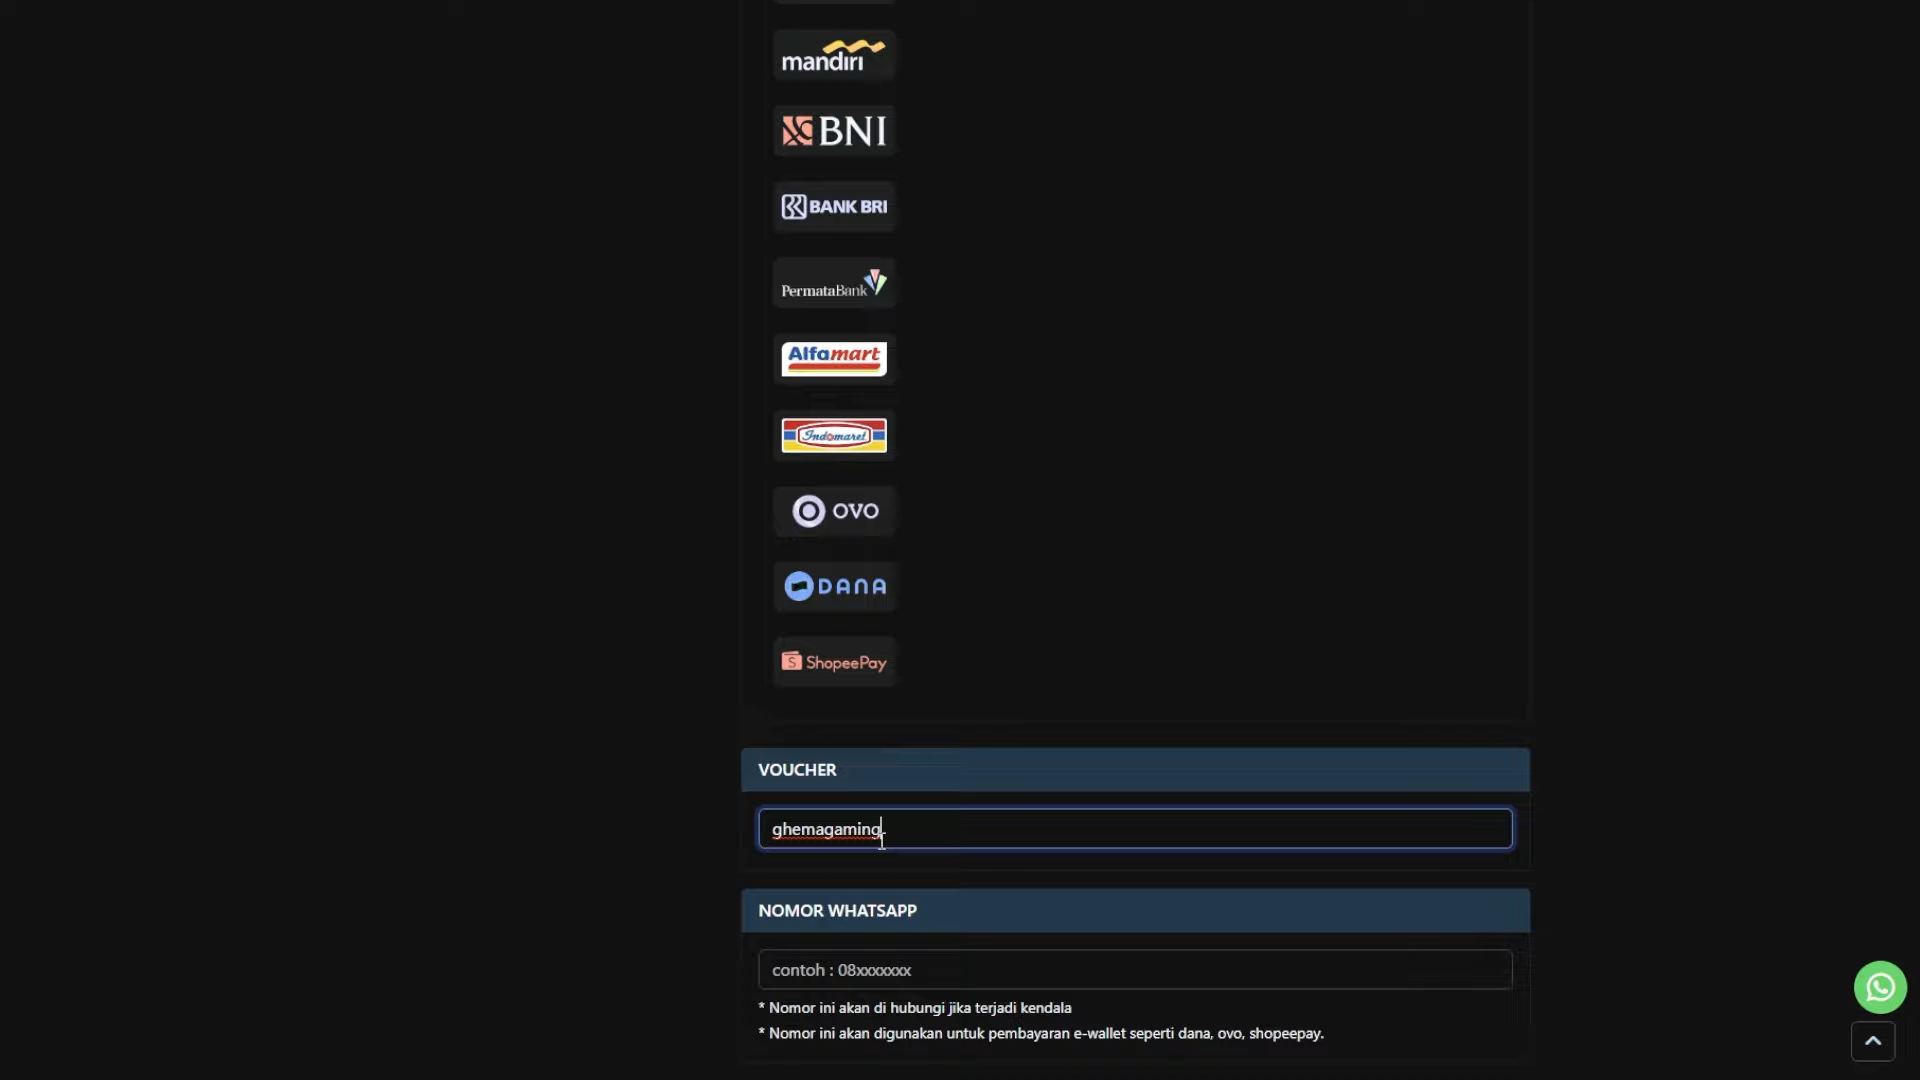 mandiri
BNI
BANK BRI
PermataBank
Alfamart
Indomaret
OVO
DANA
S ShopeePay
VOUCHER
ghemagaming
NOMOR WHATSAPP
contoh : 08xxxxxxx
* Nomor ini akan di hubungi jika terjadi kendala
* Nomor ini akan digunakan untuk pembayaran e-wallet seperti dana, ovo, shopeepay.